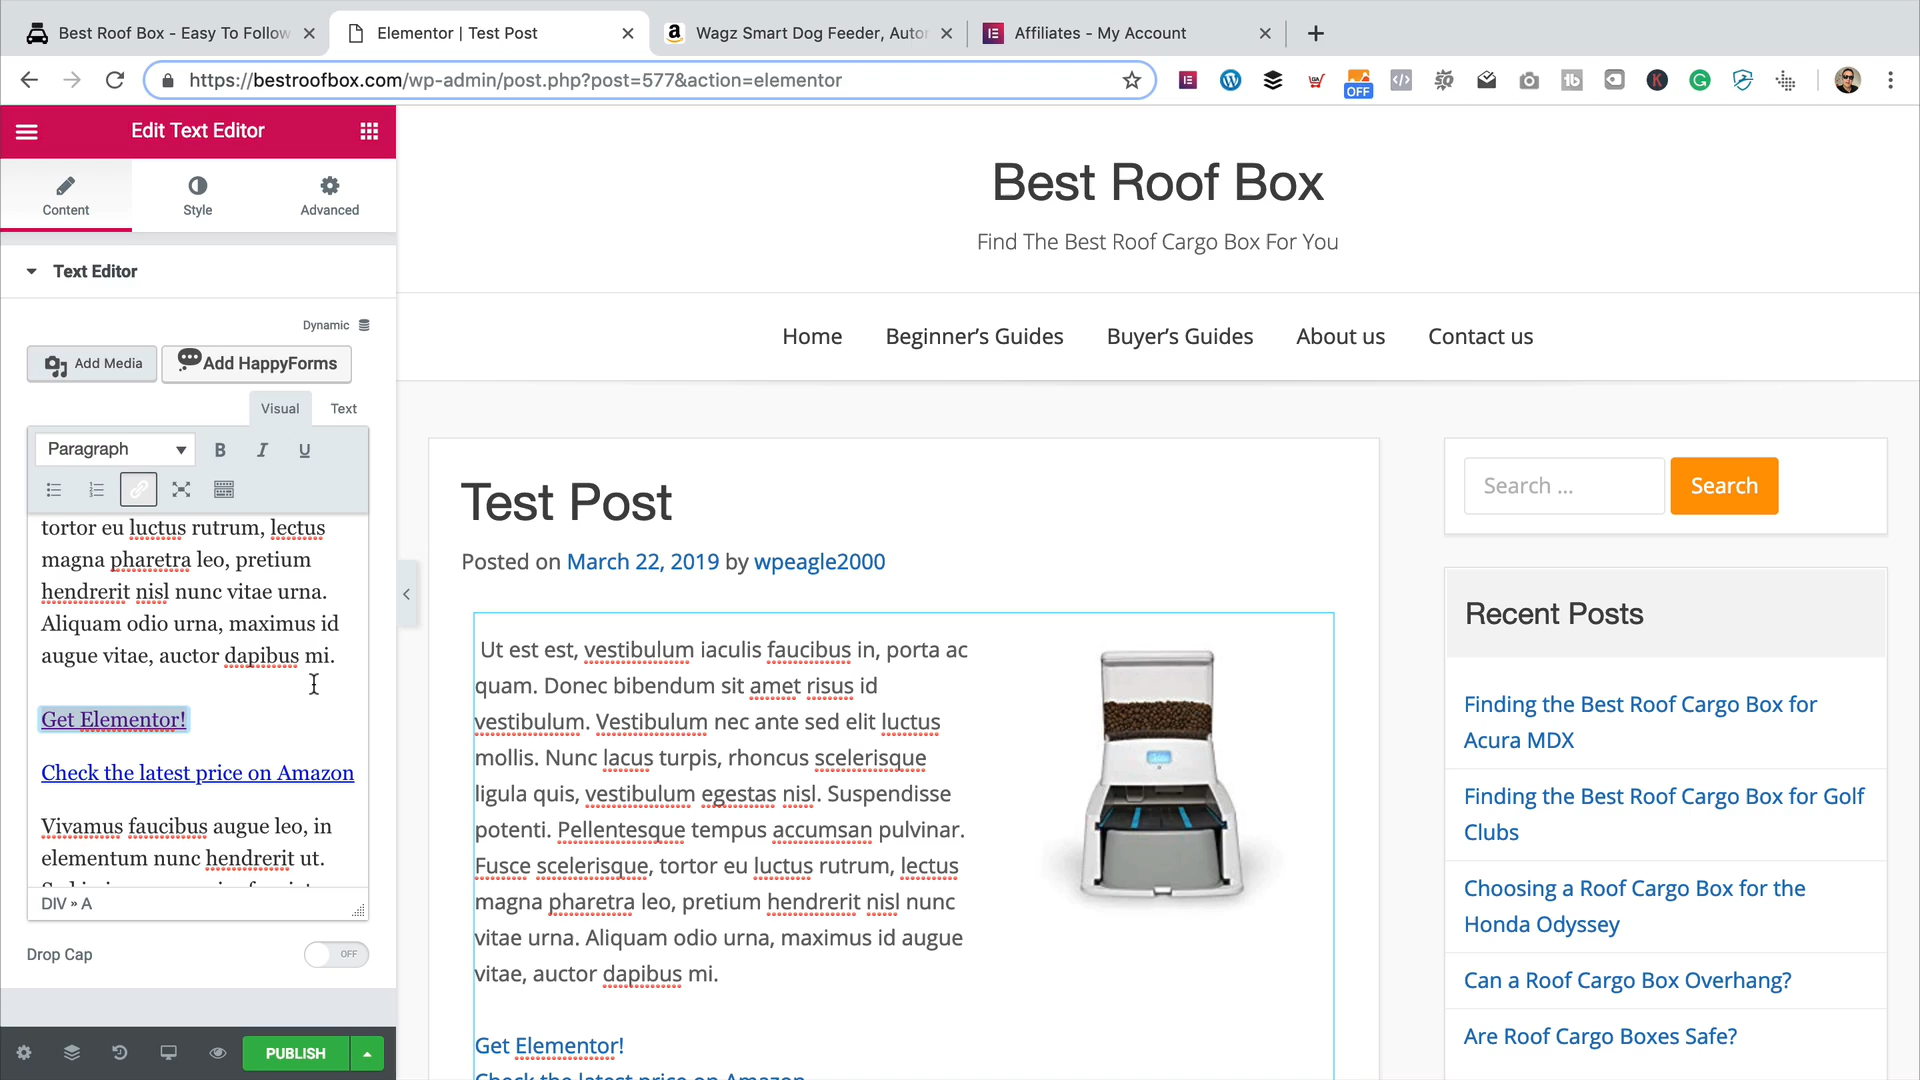 Best Roof Box - Easy To Follow
Elementor | Test Post
Wagz Smart Dog Feeder, Auto
Affiliates - My Account
https://bestroofbox.com/wp-admin/post.php?post=577&action=elementor
OFF
Edit Text Editor
Content
Style
Advanced
Text Editor
Dynamic
Add Media
Add HappyForms
Visual
Text
Paragraph
B
I
U
tortor eu luctus rutrum, lectus
magna pharetra leo, pretium
hendrerit nisl nunc vitae urna.
Aliquam odio urna, maximus id
augue vitae, auctor dapibus mi.
Get Elementor!
Check the latest price on Amazon
Vivamus faucibus augue leo, in
elementum nunc hendrerit ut.
DIV » A
Drop Cap
OFF
PUBLISH
Best Roof Box
Find The Best Roof Cargo Box For You
Home
Beginner's Guides
Buyer's Guides
About us
Contact us
Test Post
Posted on March 22, 2019 by wpeagle2000
Ut est est, vestibulum iaculis faucibus in, porta ac
quam. Donec bibendum sit amet risus id
vestibulum. Vestibulum nec ante sed elit luctus
mollis. Nunc lacus turpis, rhoncus scelerisque
ligula quis, vestibulum egestas nisl. Suspendisse
potenti. Pellentesque tempus accumsan pulvinar.
Fusce scelerisque, tortor eu luctus rutrum, lectus
magna pharetra leo, pretium hendrerit nisl nunc
vitae urna. Aliquam odio urna, maximus id augue
vitae, auctor dapibus mi.
Get Elementor!
Check the latest price on Amazon
Search ...
Search
Recent Posts
Finding the Best Roof Cargo Box for
Acura MDX
Finding the Best Roof Cargo Box for Golf
Clubs
Choosing a Roof Cargo Box for the
Honda Odyssey
Can a Roof Cargo Box Overhang?
Are Roof Cargo Boxes Safe?